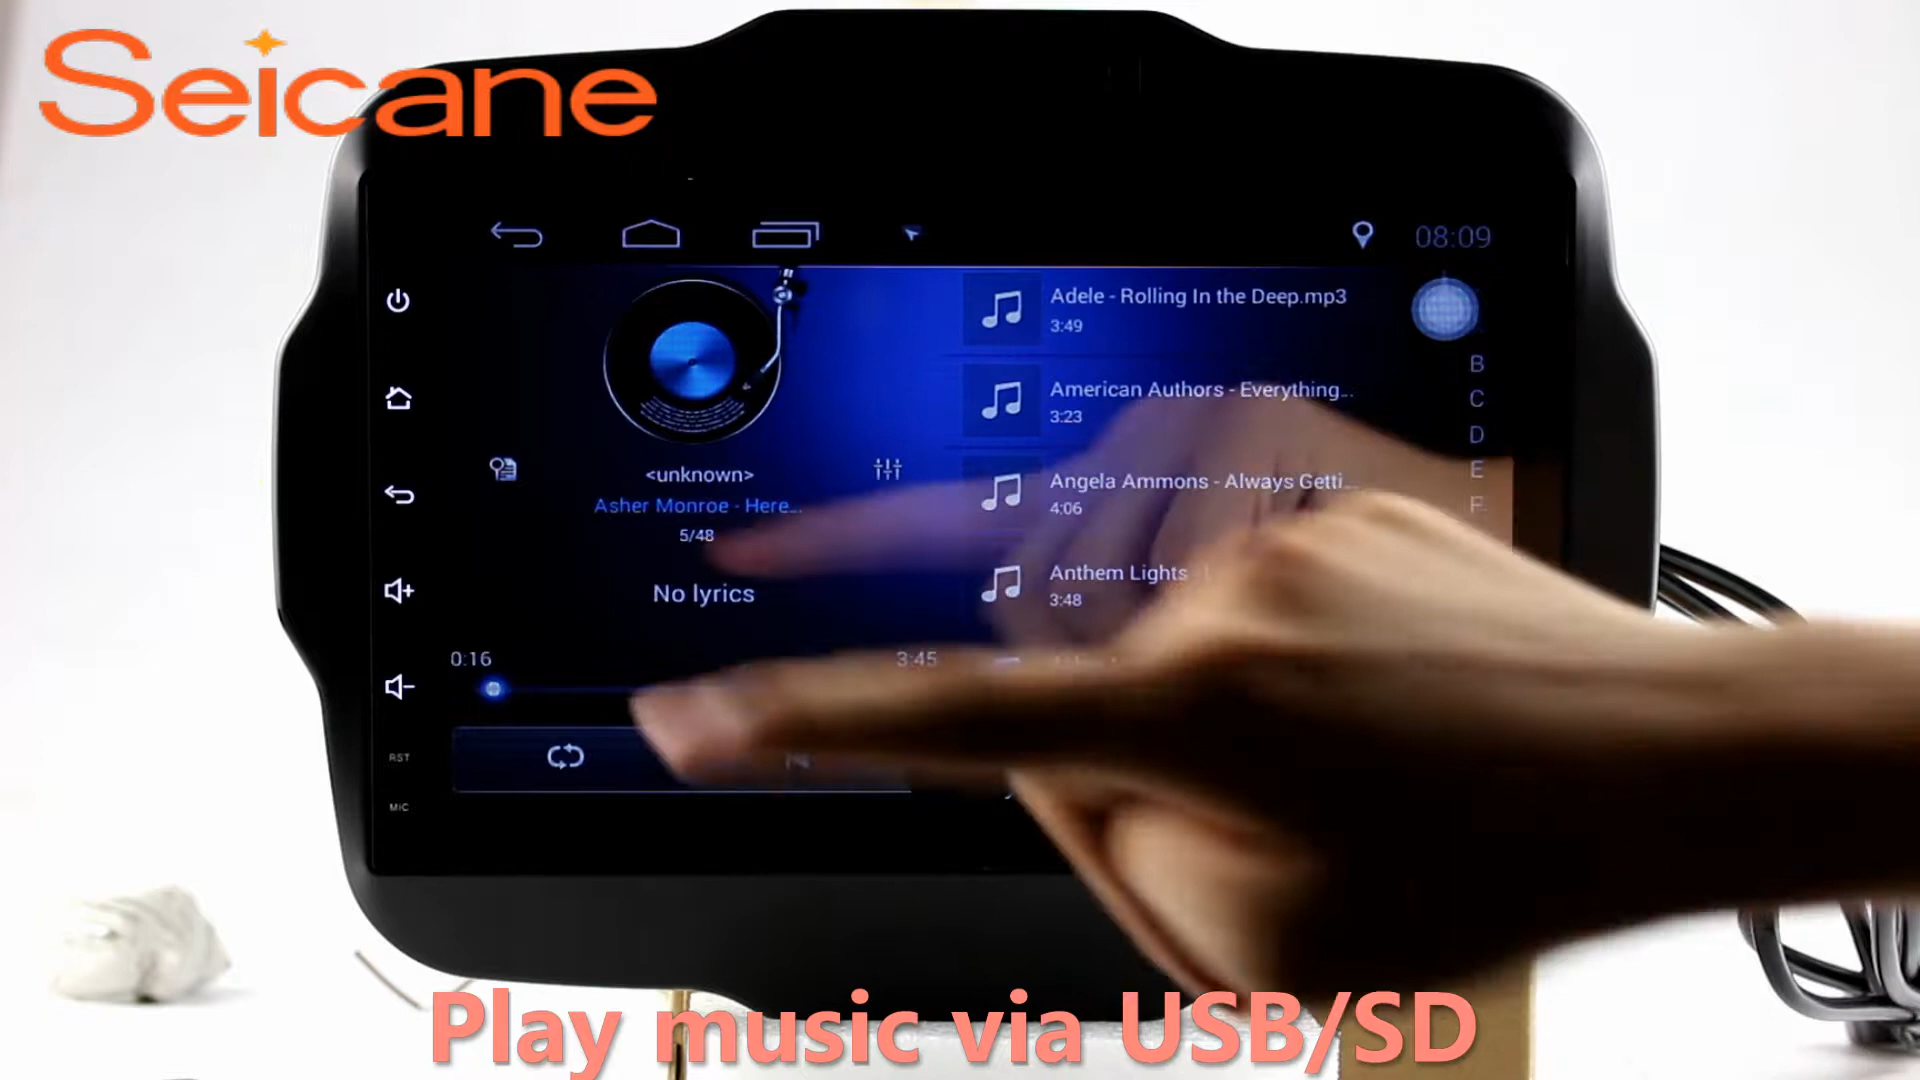 Seicane
08:09
Adele - Rolling In the Deep.mp3
3:49
American Authors - Everything...
3:23
Angela Ammons - Always Getti...
4:06
Anthem Lights -
3:48
B
C
D
E
F
<unknown>
Asher Monroe - Here...
5/48
No lyrics
0:16
3:45
RST
MIC
Play music via USB/SD